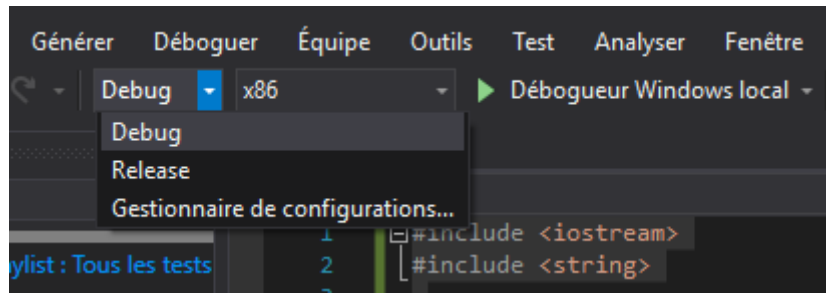 Générer Déboguer Équipe Outils Test Analyser Fenêtre
Debug x86 Débogueur Windows local
Debug
Release
Gestionnaire de configurations...
1 #include <iostream>
ylist : Tous les tests 2 #include <string>